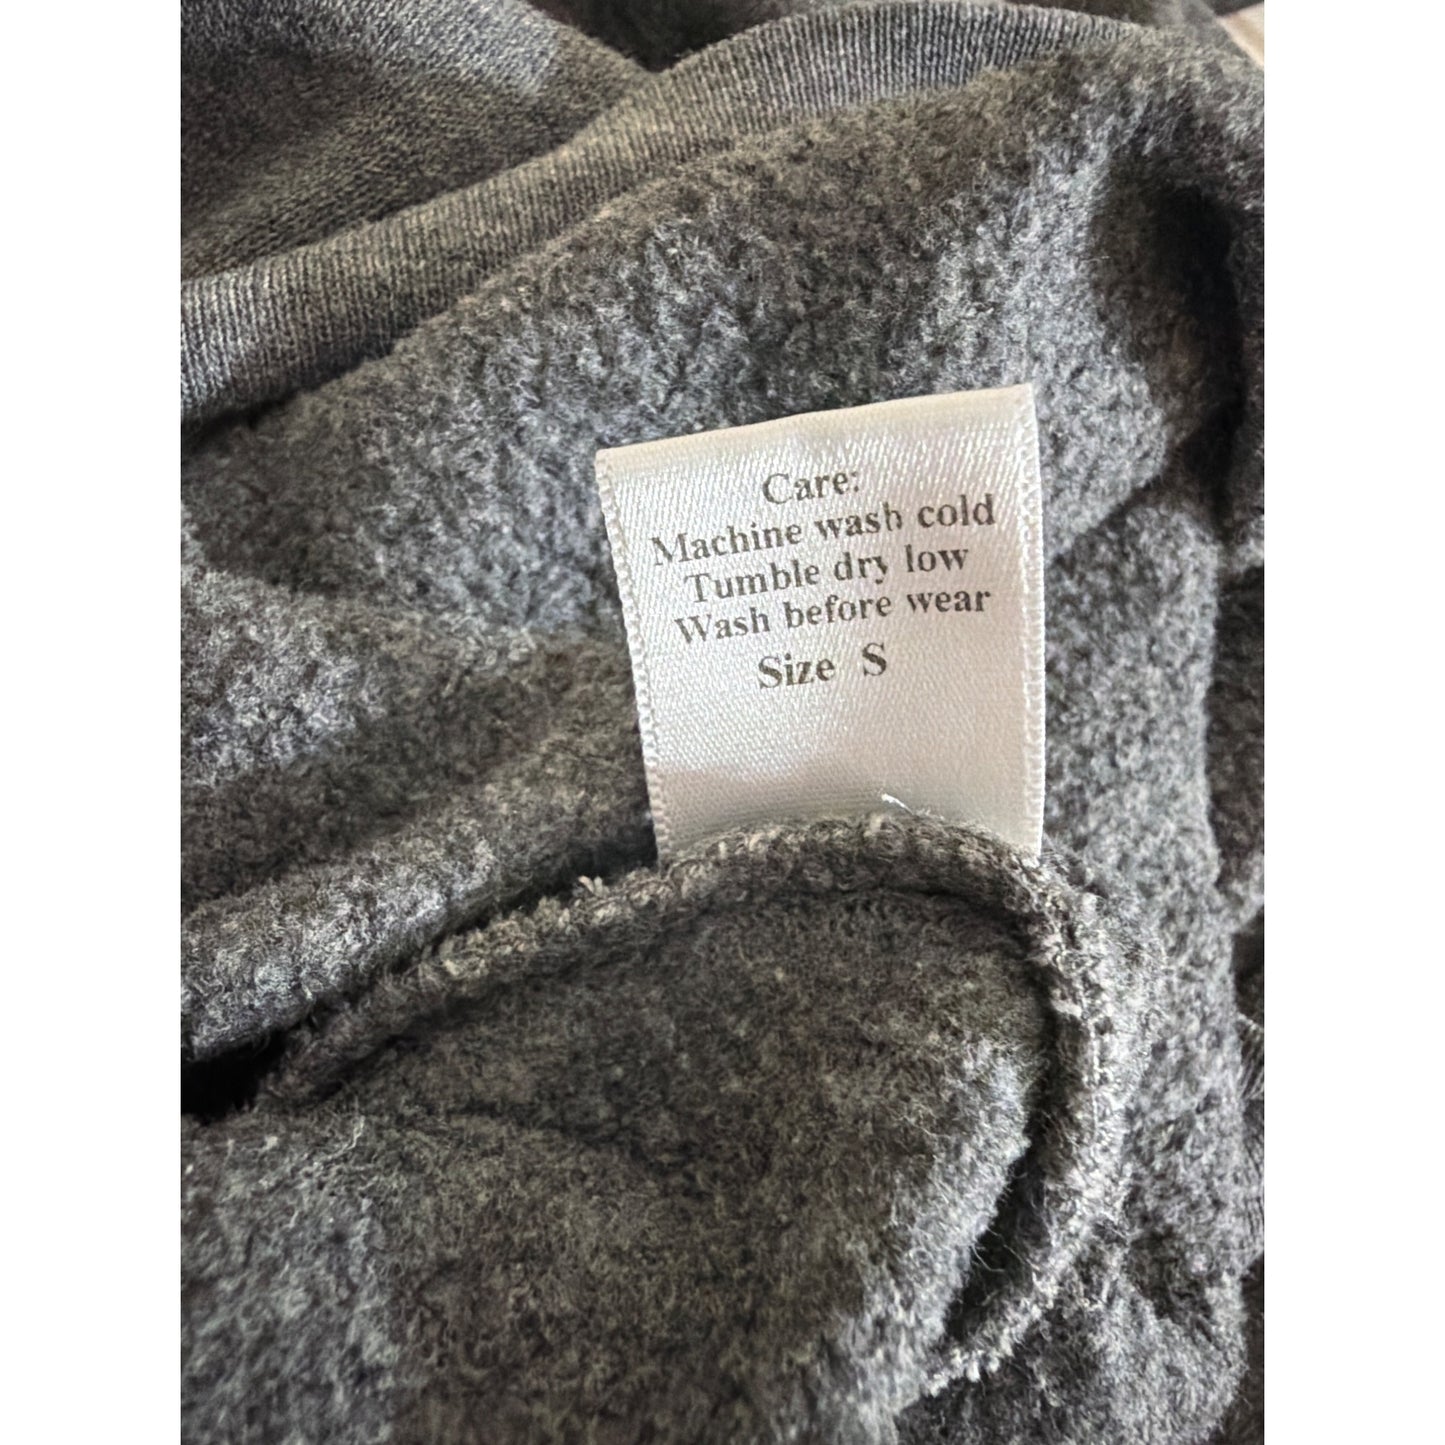 Care:
Machine wash cold
Tumble dry low
Wash before wear
Size S